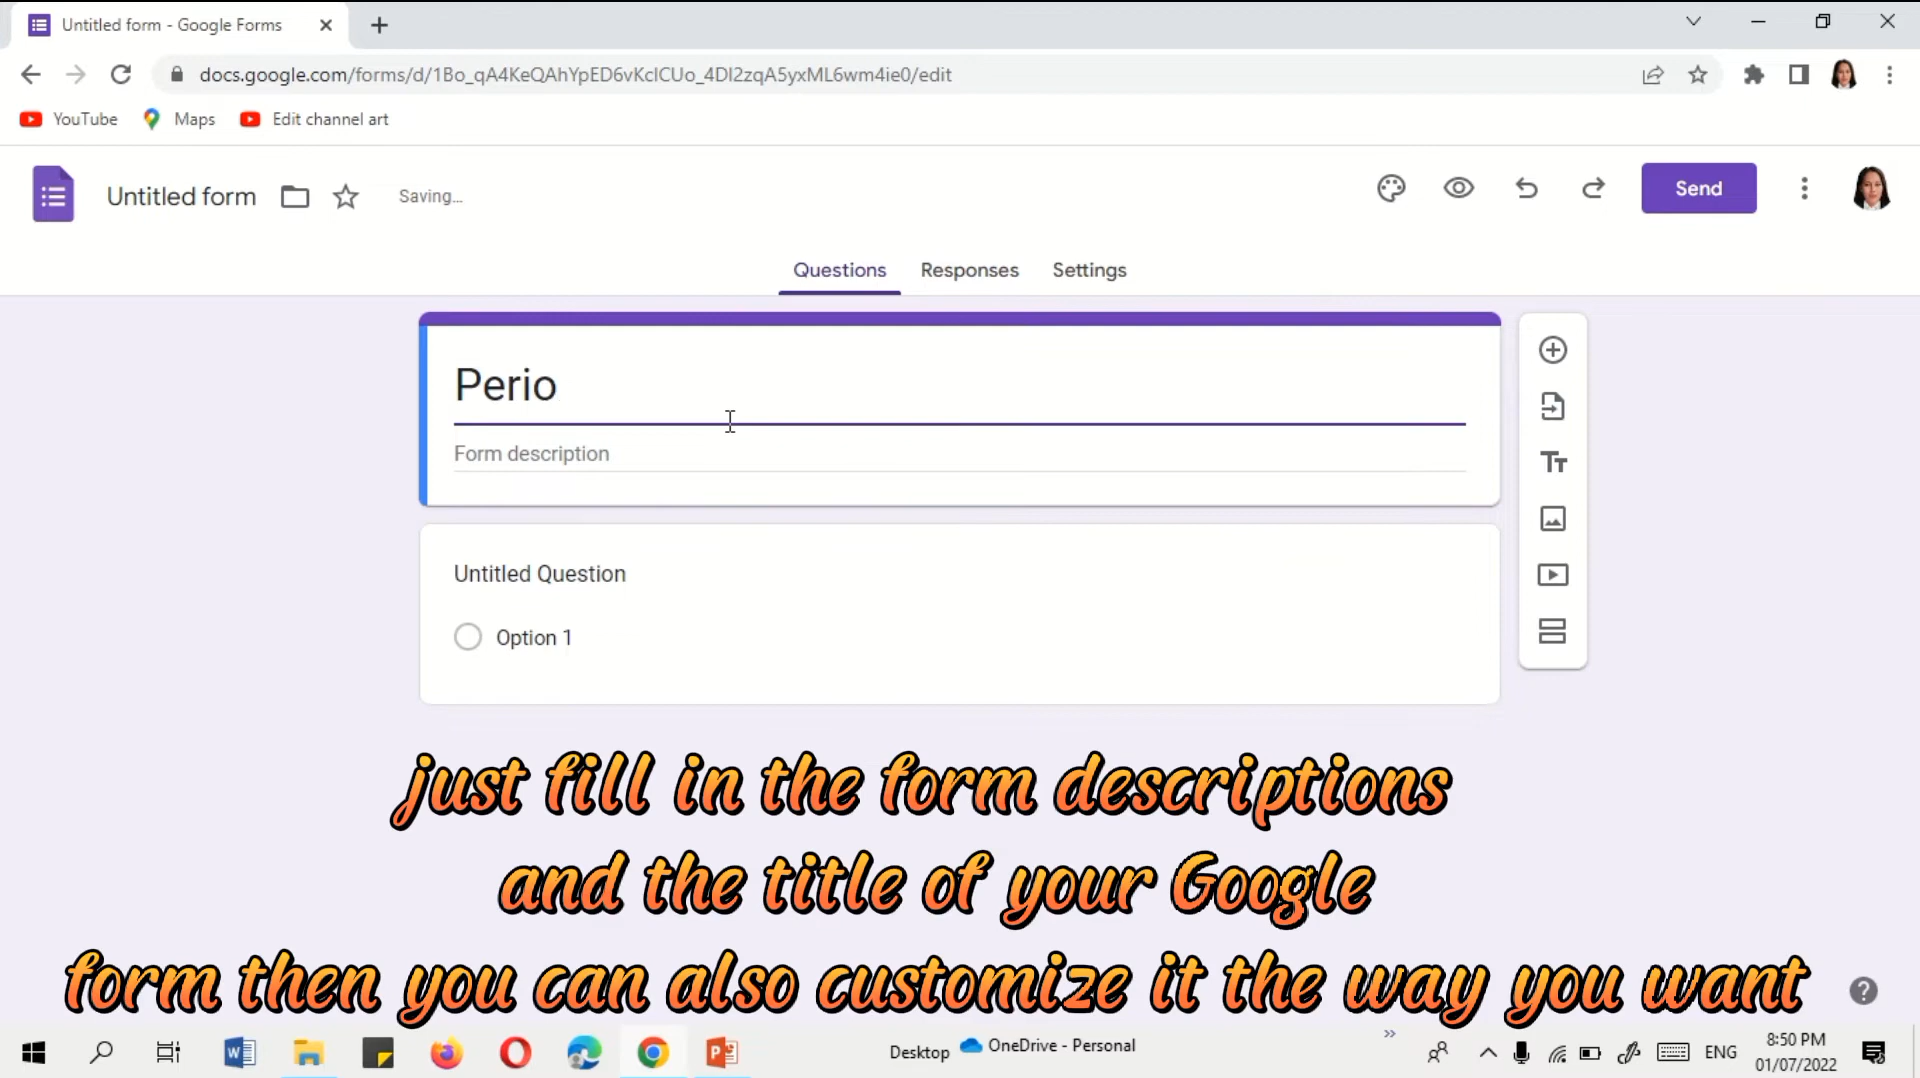 Untitled form - Google Forms
docs.google.com/forms/d/1Bo_qA4KeQAhYpED6vKcICUo_4DI2zqA5yxML6wm4ie0/edit
YouTube Maps Edit channel art
Untitled form Saving... Send
Questions Responses Settings
Perio
Form description
Untitled Question
Option 1
just fill in the form descriptions
and the title of your Google
form then you can also customize it the way you want
Desktop OneDrive - Personal ENG 8:50 PM
01/07/2022